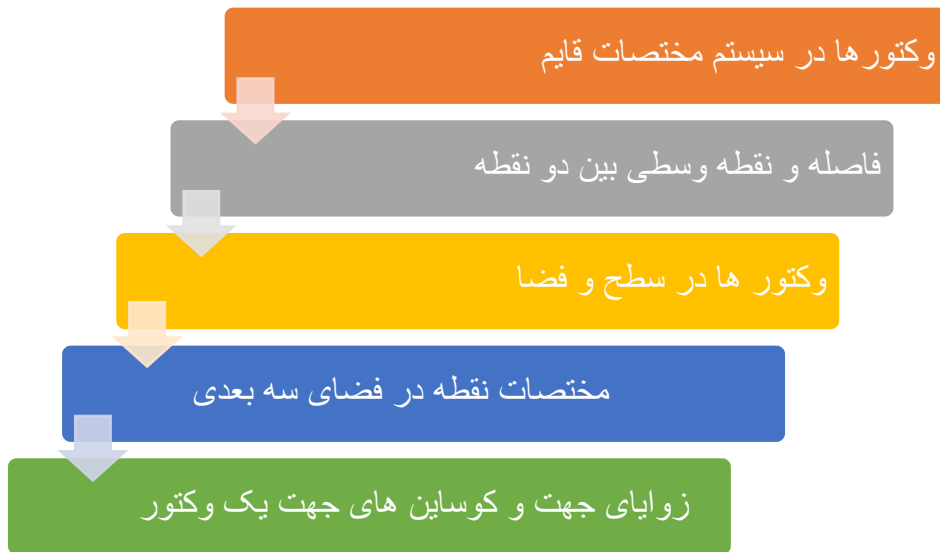 وکتورها در سیستم مختصات قایم
فاصله و نقطه وسطی بین دو نقطه
وکتور ها در سطح و فضا
مختصات نقطه در فضای سه بعدی
زوایای جهت و کوساین های جهت یک وکتور